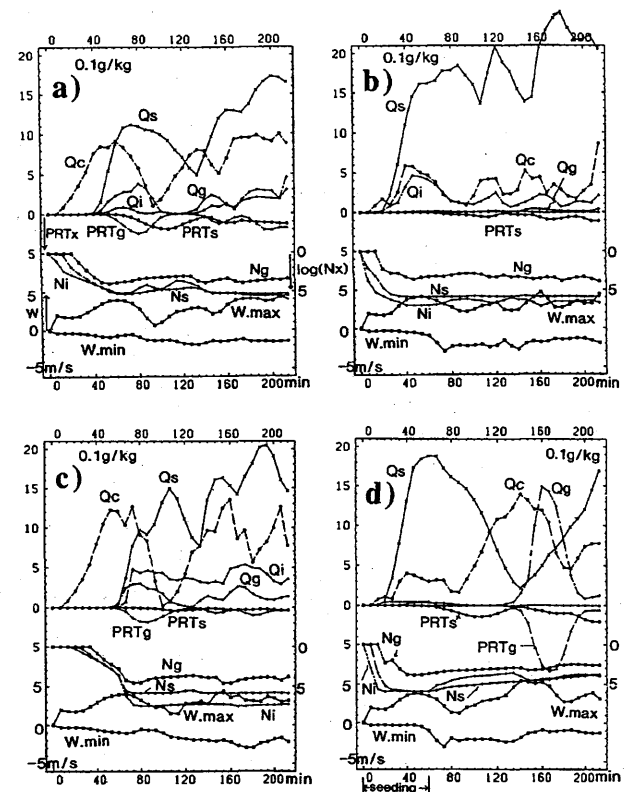 0 40 80 120 160 200
20 0.1g/kg
a)
15
Qs
10 Qc
5 Qi Qg
0
PRTx PRTg PRTs
5 0
Ng log(Nx)
Ni Ns
5 5
W W.max
0
W.min
-5m/s
0 40 80 120 160 200min
0 40 80 120 160 200
20 0.1g/kg
b)
Qs
15
10
Qc Qg
5 Qi
0
PRTs
5 0
Ng
Ns
5 Ni 5
W.max
0
W.min
-5m/s
0 40 80 120 160 200min
0 40 80 120 160 200
20 0.1g/kg
c) Qs
15
Qc
10
5 Qi
Qg
0
PRTg PRTs
5 0
Ng
Ns
5 5
W.max Ni
0
W.min
-5m/s
0 40 80 120 160 200min
0 40 80 120 160 200
20 0.1g/kg
Qs Qc Qg
d)
15
10
5
0
PRTs
PRTg
5 0
Ng
Ni Ns
5 5
W.max
0
W.min
-5m/s
0 40 80 120 160 200min
seeding